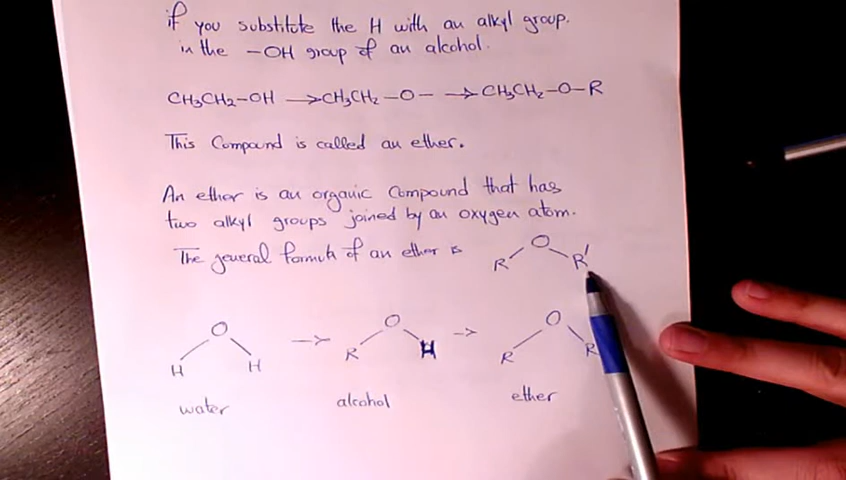 if you substitute the H with an alkyl group.
in the -OH group of an alcohol.
CH3CH2-OH → CH3CH2-O- → CH3CH2-O-R
This Compound is called an ether.
An ether is an organic Compound that has
two alkyl groups joined by an oxygen atom.
The general formula of an ether is R O R'
H O H → R O H → R O R
water alcohol ether